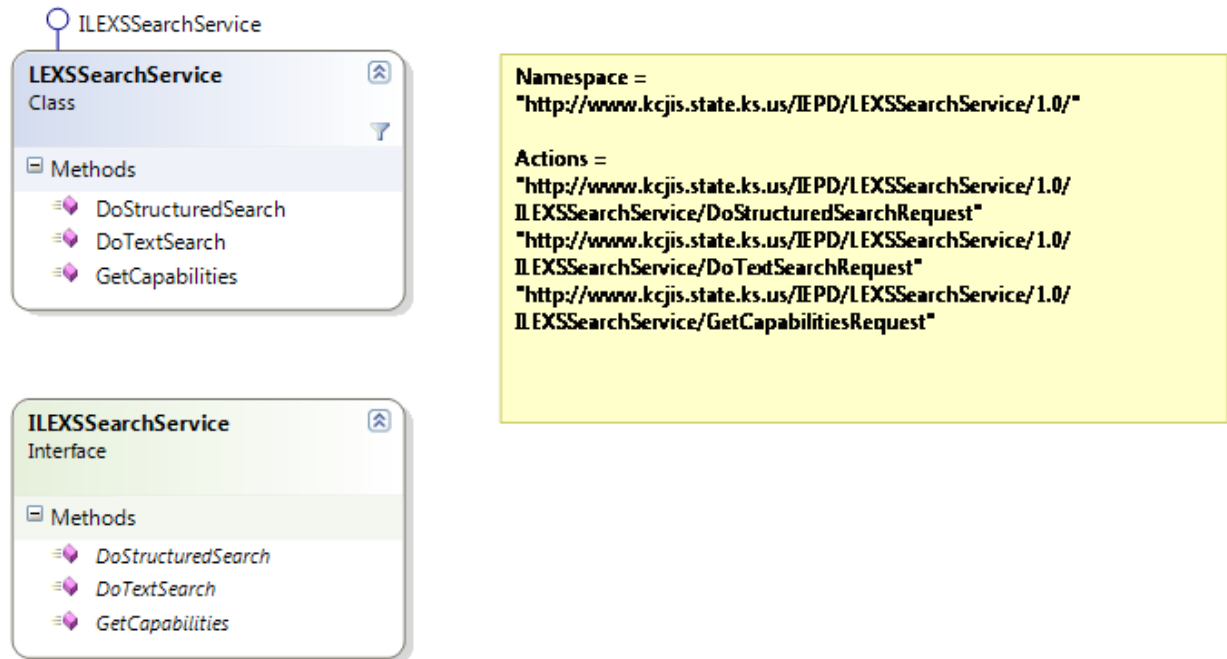 ILEXSSearchService
LEXSSearchService
Class
Methods
DoStructuredSearch
DoTextSearch
GetCapabilities
Namespace =
"http://www.kcjis.state.ks.us/IEPD/LEXSSearchService/1.0/"
Actions =
"http://www.kcjis.state.ks.us/IEPD/LEXSSearchService/1.0/
ILEXSSearchService/DoStructuredSearchRequest"
"http://www.kcjis.state.ks.us/IEPD/LEXSSearchService/1.0/
ILEXSSearchService/DoTextSearchRequest"
"http://www.kcjis.state.ks.us/IEPD/LEXSSearchService/1.0/
ILEXSSearchService/GetCapabilitiesRequest"
ILEXSSearchService
Interface
Methods
DoStructuredSearch
DoTextSearch
GetCapabilities